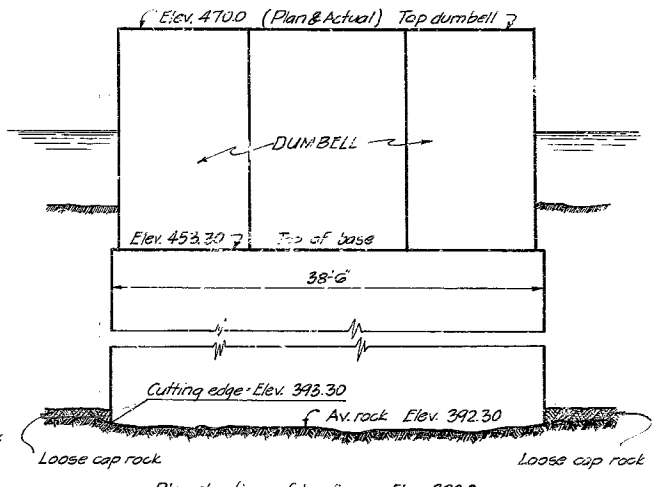 Elev. 470.0 (Plan & Actual) Top dumbell
DUMBELL
Elev. 453.30 Top of base
38'-6"
Cutting edge = Elev. 393.30
Av. rock Elev. 392.30
Loose cap rock
Loose cap rock